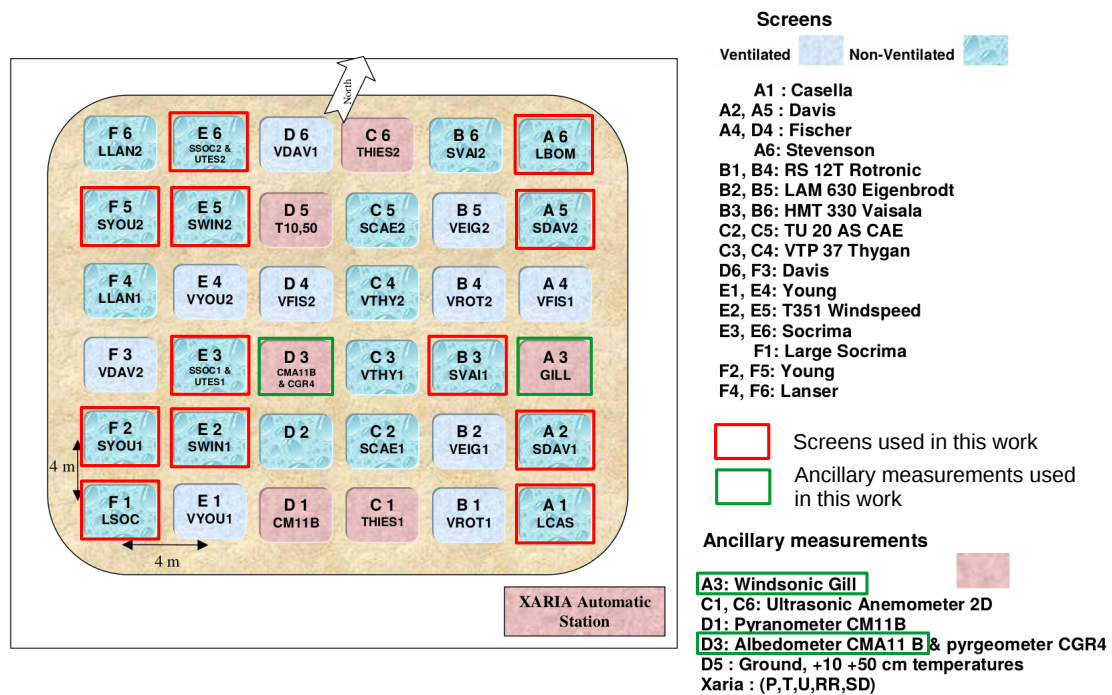 Screens
Ventilated Non-Ventilated
North
F 6 E 6 D 6 C 6 B 6 A 6
LLAN2 SSOC2 & UTES2 VDAV1 THIES2 SVAI2 LBOM
F 5 E 5 D 5 C 5 B 5 A 5
SYOU2 SWIN2 T10,50 SCAE2 VEIG2 SDAV2
F 4 E 4 D 4 C 4 B 4 A 4
LLAN1 VYOU2 VFIS2 VTHY2 VROT2 VFIS1
F 3 E 3 D 3 C 3 B 3 A 3
VDAV2 SSOC1 & UTES1 CMA11B & CGR4 VTHY1 SVAI1 GILL
F 2 E 2 D 2 C 2 B 2 A 2
SYOU1 SWIN1 SCAE1 VEIG1 SDAV1
4 m
F 1 E 1 D 1 C 1 B 1 A 1
LSOC VYOU1 CM11B THIES1 VROT1 LCAS
4 m
XARIA Automatic
Station
A1 : Casella
A2, A5 : Davis
A4, D4 : Fischer
A6: Stevenson
B1, B4: RS 12T Rotronic
B2, B5: LAM 630 Eigenbrodt
B3, B6: HMT 330 Vaisala
C2, C5: TU 20 AS CAE
C3, C4: VTP 37 Thygan
D6, F3: Davis
E1, E4: Young
E2, E5: T351 Windspeed
E3, E6: Socrima
F1: Large Socrima
F2, F5: Young
F4, F6: Lanser
Screens used in this work
Ancillary measurements used
in this work
Ancillary measurements
A3: Windsonic Gill
C1, C6: Ultrasonic Anemometer 2D
D1: Pyranometer CM11B
D3: Albedometer CMA11 B & pyrgeometer CGR4
D5 : Ground, +10 +50 cm temperatures
Xaria : (P,T,U,RR,SD)